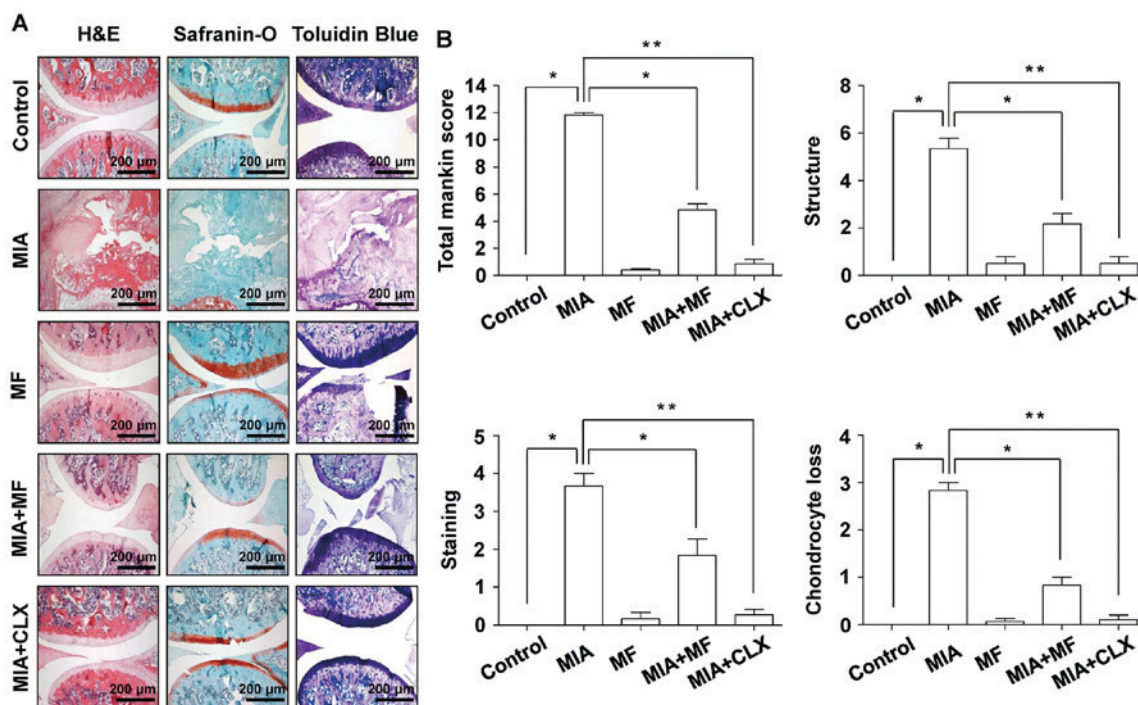 A
H&E Safranin-O Toluidin Blue
Control
200 µm 200 µm 200 µm
MIA
200 µm 200 µm 200 µm
MF
200 µm 200 µm 200 µm
MIA+MF
200 µm 200 µm 200 µm
MIA+CLX
200 µm 200 µm 200 µm
B
Total mankin score
14
12
10
8
6
4
2
0
* * **
Control MIA MF MIA+MF MIA+CLX
Structure
8
6
4
2
0
* * **
Control MIA MF MIA+MF MIA+CLX
Staining
5
4
3
2
1
0
* * **
Control MIA MF MIA+MF MIA+CLX
Chondrocyte loss
4
3
2
1
0
* * **
Control MIA MF MIA+MF MIA+CLX